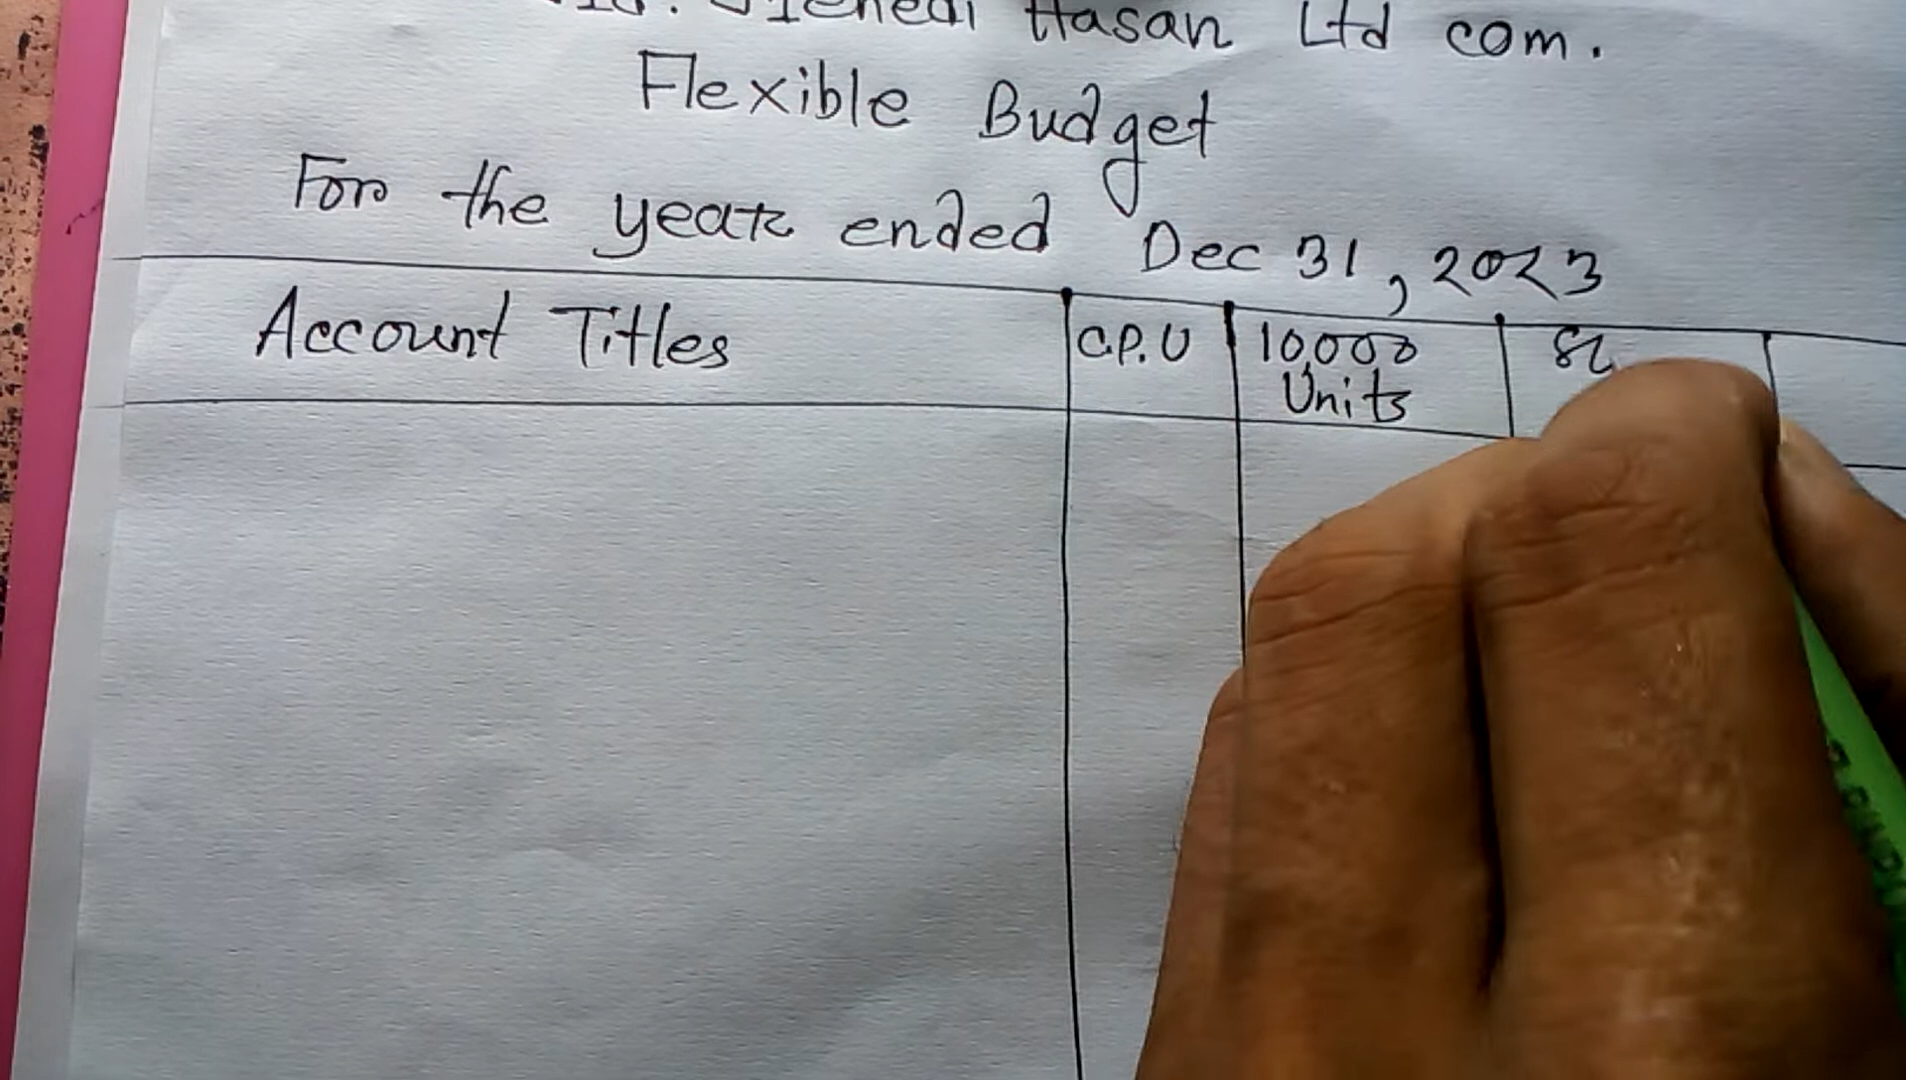 Hasan Ltd com.
Flexible Budget
For the year ended Dec 31, 2023
Account Titles
C.P.U
10,000
Units